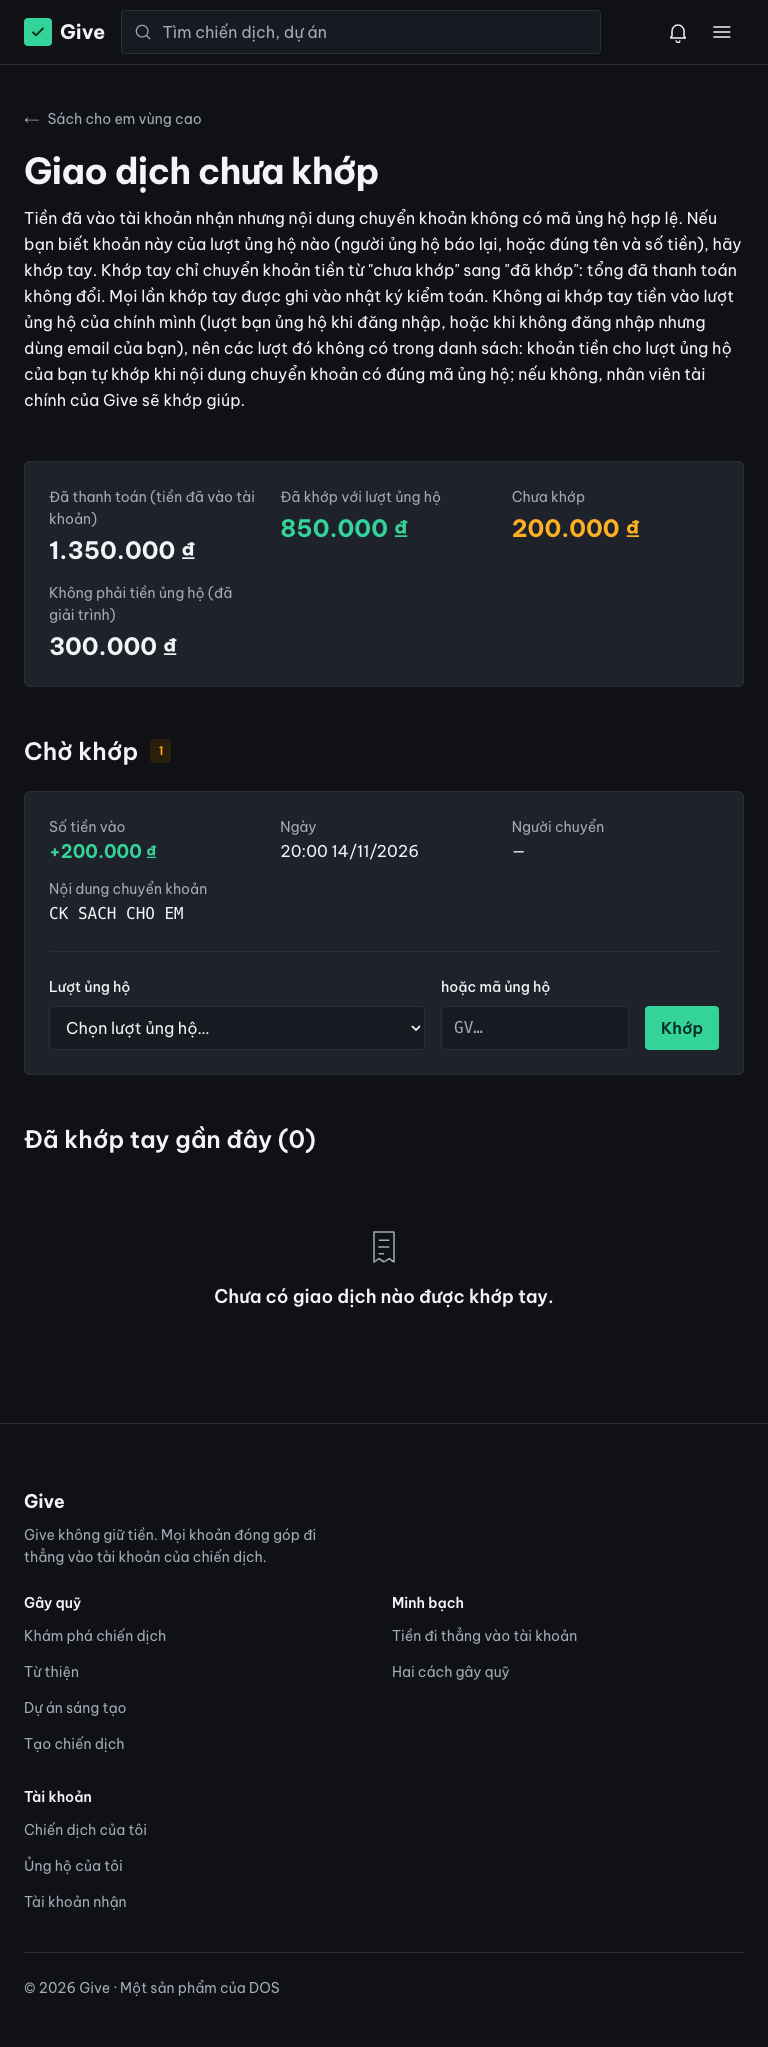 Give
Tìm chiến dịch, dự án
← Sách cho em vùng cao
Giao dịch chưa khớp
Tiền đã vào tài khoản nhận nhưng nội dung chuyển khoản không có mã ủng hộ hợp lệ. Nếu
bạn biết khoản này của lượt ủng hộ nào (người ủng hộ báo lại, hoặc đúng tên và số tiền), hãy
khớp tay. Khớp tay chỉ chuyển khoản tiền từ "chưa khớp" sang "đã khớp": tổng đã thanh toán
không đổi. Mọi lần khớp tay được ghi vào nhật ký kiểm toán. Không ai khớp tay tiền vào lượt
ủng hộ của chính mình (lượt bạn ủng hộ khi đăng nhập, hoặc khi không đăng nhập nhưng
dùng email của bạn), nên các lượt đó không có trong danh sách: khoản tiền cho lượt ủng hộ
của bạn tự khớp khi nội dung chuyển khoản có đúng mã ủng hộ; nếu không, nhân viên tài
chính của Give sẽ khớp giúp.
Đã thanh toán (tiền đã vào tài
khoản)
1.350.000 ₫
Đã khớp với lượt ủng hộ
850.000 ₫
Chưa khớp
200.000 ₫
Không phải tiền ủng hộ (đã
giải trình)
300.000 ₫
Chờ khớp 1
Số tiền vào
+200.000 ₫
Ngày
20:00 14/11/2026
Người chuyển
—
Nội dung chuyển khoản
CK SACH CHO EM
Lượt ủng hộ
Chọn lượt ủng hộ…
hoặc mã ủng hộ
GV…
Khớp
Đã khớp tay gần đây (0)
Chưa có giao dịch nào được khớp tay.
Give
Give không giữ tiền. Mọi khoản đóng góp đi
thẳng vào tài khoản của chiến dịch.
Gây quỹ
Khám phá chiến dịch
Từ thiện
Dự án sáng tạo
Tạo chiến dịch
Minh bạch
Tiền đi thẳng vào tài khoản
Hai cách gây quỹ
Tài khoản
Chiến dịch của tôi
Ủng hộ của tôi
Tài khoản nhận
© 2026 Give · Một sản phẩm của DOS